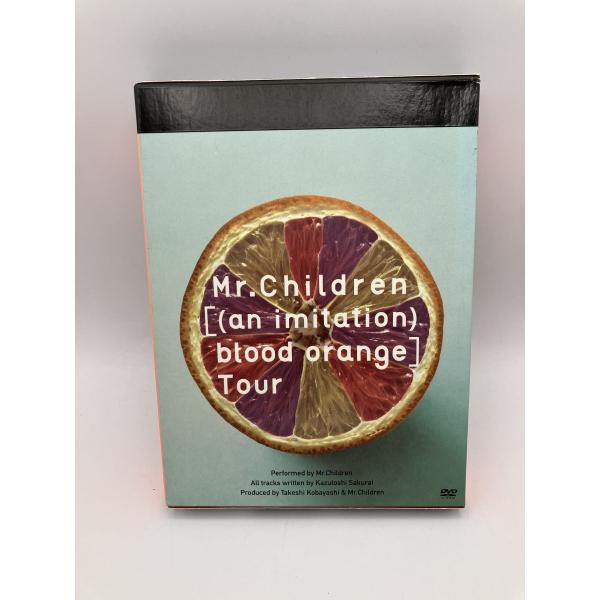 Mr.Children
[(an imitation)
blood orange]
Tour
Performed by Mr.Children
All tracks written by Kazutoshi Sakurai
Produced by Takeshi Kobayashi & Mr.Children
DVD